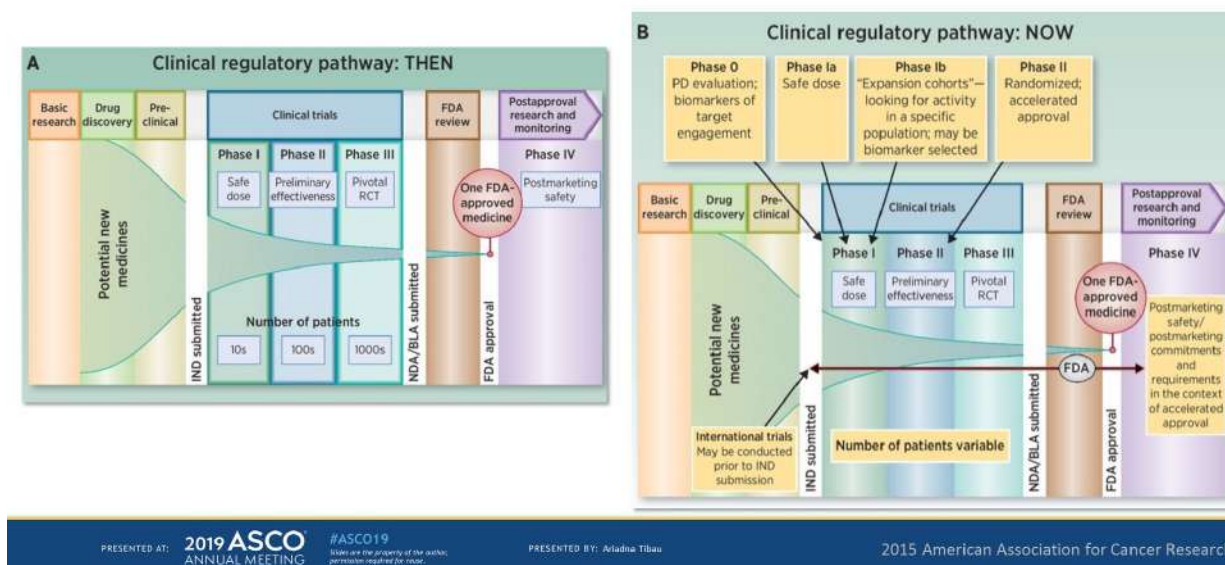 A
Clinical regulatory pathway: THEN
Basic
research
Drug
discovery
Pre-
clinical
Clinical trials
FDA
review
Postapproval
research and
monitoring
Phase I
Phase II
Phase III
Phase IV
Safe
dose
Preliminary
effectiveness
Pivotal
RCT
One FDA-
approved
medicine
Postmarketing
safety
Potential new
medicines
IND submitted
Number of patients
10s
100s
1000s
NDA/BLA submitted
FDA approval
B
Clinical regulatory pathway: NOW
Phase 0
PD evaluation;
biomarkers of
target
engagement
Phase Ia
Safe dose
Phase Ib
“Expansion cohorts”—
looking for activity
in a specific
population; may be
biomarker selected
Phase II
Randomized;
accelerated
approval
Basic
research
Drug
discovery
Pre-
clinical
Clinical trials
FDA
review
Postapproval
research and
monitoring
Phase I
Phase II
Phase III
Phase IV
Safe
dose
Preliminary
effectiveness
Pivotal
RCT
One FDA-
approved
medicine
Postmarketing
safety/
postmarketing
commitments
and
requirements
in the context
of accelerated
approval
Potential new
medicines
FDA
International trials
May be conducted
prior to IND
submission
IND submitted
Number of patients variable
NDA/BLA submitted
FDA approval
PRESENTED AT:
2019 ASCO
ANNUAL MEETING
#ASCO19
Slides are the property of the author,
permission required for reuse.
PRESENTED BY: Ariadna Tibau
2015 American Association for Cancer Research